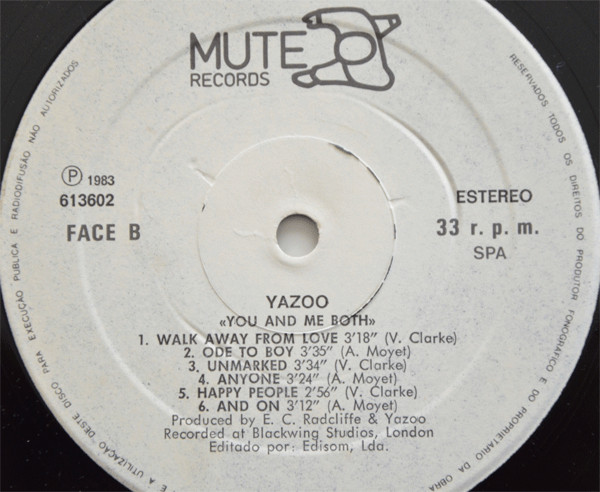 MUTE
RECORDS
RESERVADOS TODOS OS DIREITOS DO PRODUTOR FONOGRÁFICO E DO PROPRIETÁRIO DA OBRA
E A UTILIZAÇÃO DESTE DISCO PARA EXECUÇÃO PÚBLICA E RADIODIFUSÃO NÃO AUTORIZADOS
Ⓟ 1983
613602
FACE B
ESTEREO
33 r. p. m.
SPA
YAZOO
«YOU AND ME BOTH»
1. WALK AWAY FROM LOVE 3'18" (V. Clarke)
2. ODE TO BOY 3'35" (A. Moyet)
3. UNMARKED 3'34" (V. Clarke)
4. ANYONE 3'24" (A. Moyet)
5. HAPPY PEOPLE 2'56" (V. Clarke)
6. AND ON 3'12" (A. Moyet)
Produced by E. C. Radcliffe & Yazoo
Recorded at Blackwing Studios, London
Editado por: Edisom, Lda.